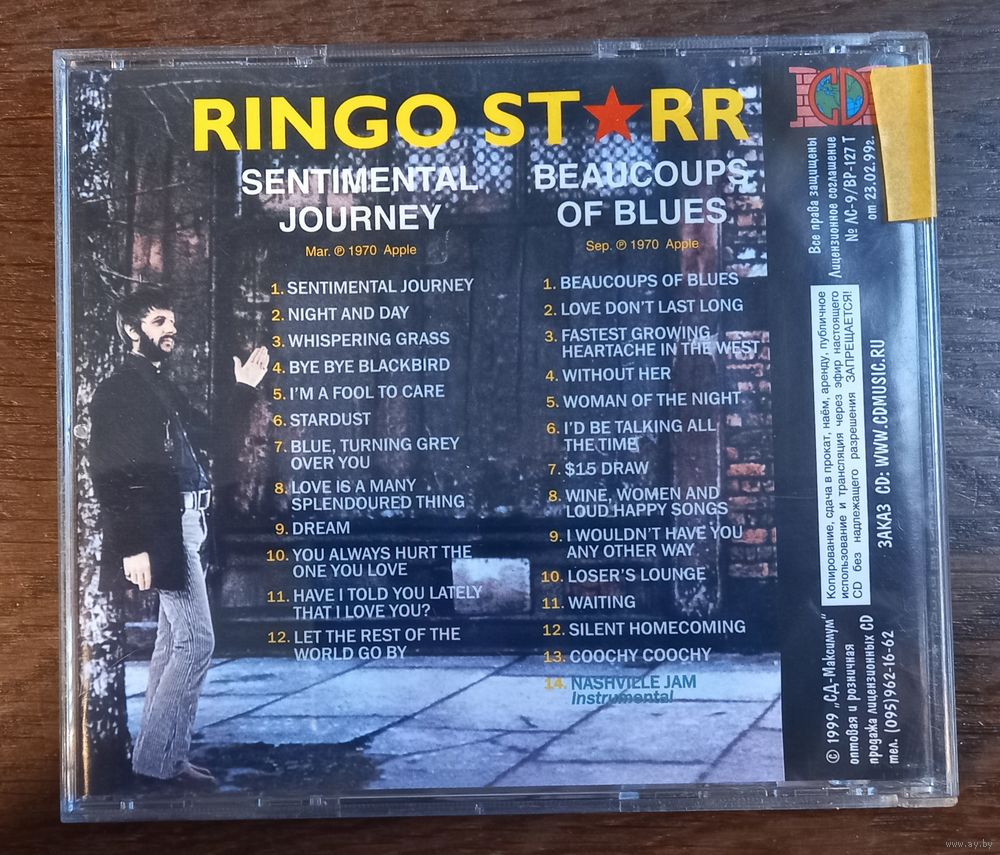 RINGO ST★RR
SENTIMENTAL
JOURNEY
Mar. ℗ 1970 Apple
1. SENTIMENTAL JOURNEY
2. NIGHT AND DAY
3. WHISPERING GRASS
4. BYE BYE BLACKBIRD
5. I'M A FOOL TO CARE
6. STARDUST
7. BLUE, TURNING GREY
OVER YOU
8. LOVE IS A MANY
SPLENDOURED THING
9. DREAM
10. YOU ALWAYS HURT THE
ONE YOU LOVE
11. HAVE I TOLD YOU LATELY
THAT I LOVE YOU?
12. LET THE REST OF THE
WORLD GO BY
BEAUCOUPS
OF BLUES
Sep. ℗ 1970 Apple
1. BEAUCOUPS OF BLUES
2. LOVE DON'T LAST LONG
3. FASTEST GROWING
HEARTACHE IN THE WEST
4. WITHOUT HER
5. WOMAN OF THE NIGHT
6. I'D BE TALKING ALL
THE TIME
7. $15 DRAW
8. WINE, WOMEN AND
LOUD HAPPY SONGS
9. I WOULDN'T HAVE YOU
ANY OTHER WAY
10. LOSER'S LOUNGE
11. WAITING
12. SILENT HOMECOMING
13. COOCHY COOCHY
14. NASHVILLE JAM
Instrumental
CD
Все права защищены
Лицензионное соглашение
№ ЛС-9/ВР-127 Т
от 23.02.99г.
Копирование, сдача в прокат, наём, аренду, публичное
использование и трансляция через эфир настоящего
CD без надлежащего разрешения ЗАПРЕЩАЕТСЯ!
ЗАКАЗ CD: WWW.CDMUSIC.RU
© 1999 „СД-Максимум"
оптовая и розничная
продажа лицензионных CD
тел. (095)962-16-62
www.ay.by